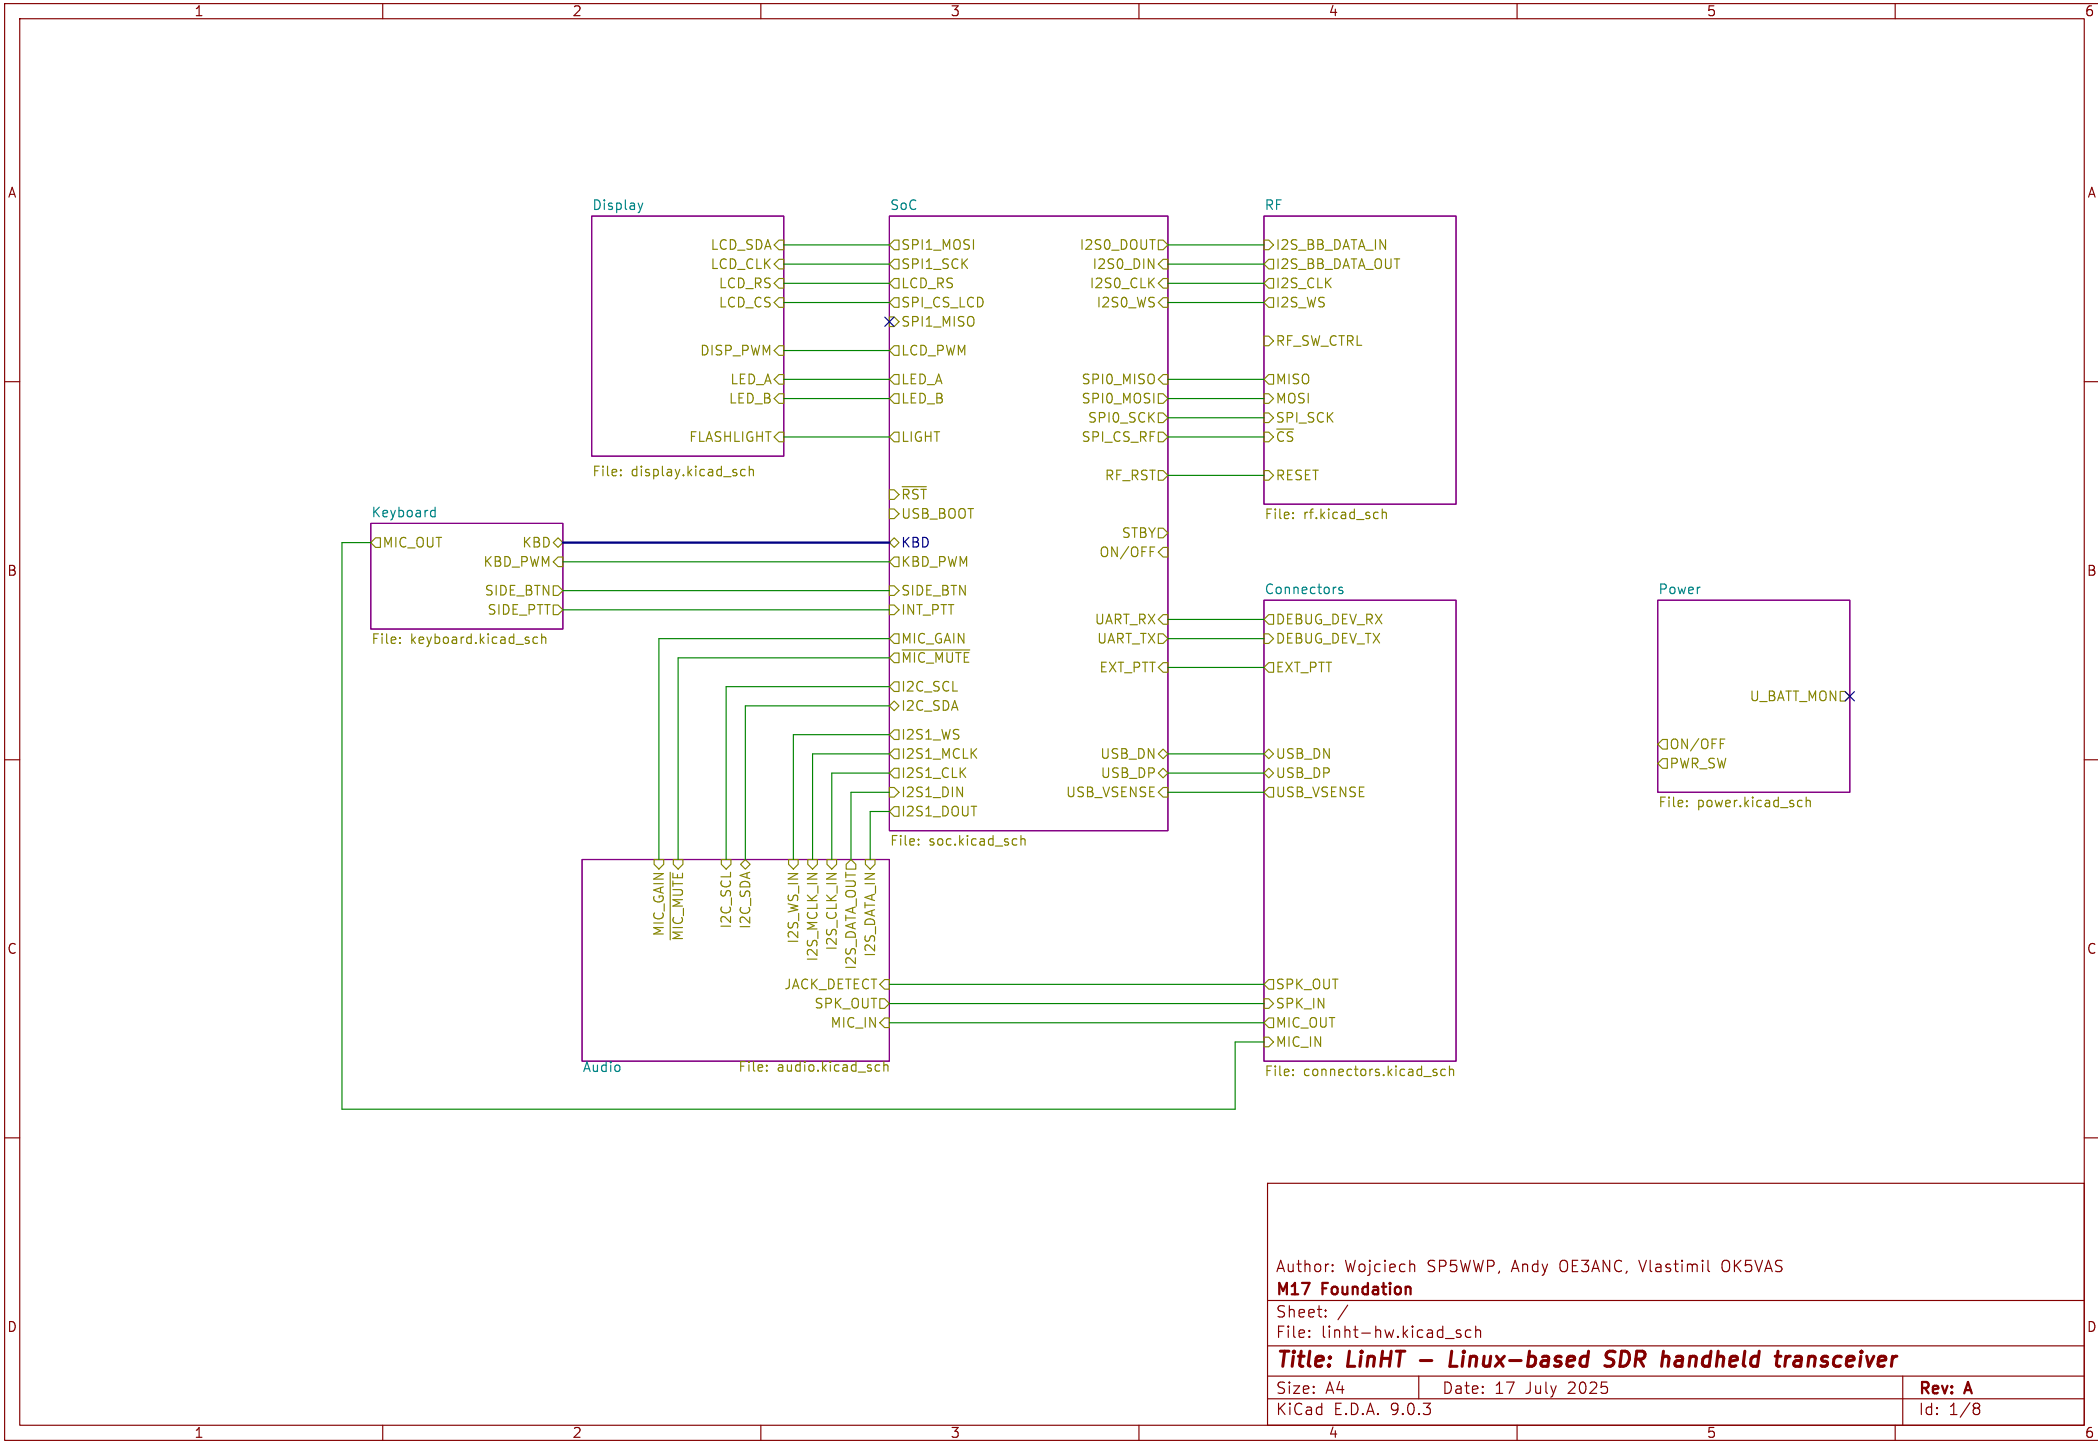 1 2 3 4 5 6
A
A
Display
LCD_SDA
LCD_CLK
LCD_RS
LCD_CS
DISP_PWM
LED_A
LED_B
FLASHLIGHT
File: display.kicad_sch
SoC
SPI1_MOSI
SPI1_SCK
LCD_RS
SPI_CS_LCD
SPI1_MISO
LCD_PWM
LED_A
LED_B
LIGHT
RST
USB_BOOT
KBD
KBD_PWM
SIDE_BTN
INT_PTT
MIC_GAIN
MIC_MUTE
I2C_SCL
I2C_SDA
I2S1_WS
I2S1_MCLK
I2S1_CLK
I2S1_DIN
I2S1_DOUT
I2S0_DOUT
I2S0_DIN
I2S0_CLK
I2S0_WS
SPI0_MISO
SPI0_MOSI
SPI0_SCK
SPI_CS_RF
RF_RST
STBY
ON/OFF
UART_RX
UART_TX
EXT_PTT
USB_DN
USB_DP
USB_VSENSE
File: soc.kicad_sch
RF
I2S_BB_DATA_IN
I2S_BB_DATA_OUT
I2S_CLK
I2S_WS
RF_SW_CTRL
MISO
MOSI
SPI_SCK
CS
RESET
File: rf.kicad_sch
Keyboard
MIC_OUT
KBD
KBD_PWM
SIDE_BTN
SIDE_PTT
File: keyboard.kicad_sch
B
B
Connectors
DEBUG_DEV_RX
DEBUG_DEV_TX
EXT_PTT
USB_DN
USB_DP
USB_VSENSE
SPK_OUT
SPK_IN
MIC_OUT
MIC_IN
File: connectors.kicad_sch
Power
U_BATT_MON
ON/OFF
PWR_SW
File: power.kicad_sch
MIC_GAIN
MIC_MUTE
I2C_SCL
I2C_SDA
I2S_WS_IN
I2S_MCLK_IN
I2S_CLK_IN
I2S_DATA_OUT
I2S_DATA_IN
JACK_DETECT
SPK_OUT
MIC_IN
Audio
File: audio.kicad_sch
C
C
Author: Wojciech SP5WWP, Andy OE3ANC, Vlastimil OK5VAS
M17 Foundation
Sheet: /
File: linht-hw.kicad_sch
Title: LinHT - Linux-based SDR handheld transceiver
Size: A4 Date: 17 July 2025 Rev: A
KiCad E.D.A. 9.0.3 Id: 1/8
D
D
1 2 3 4 5 6